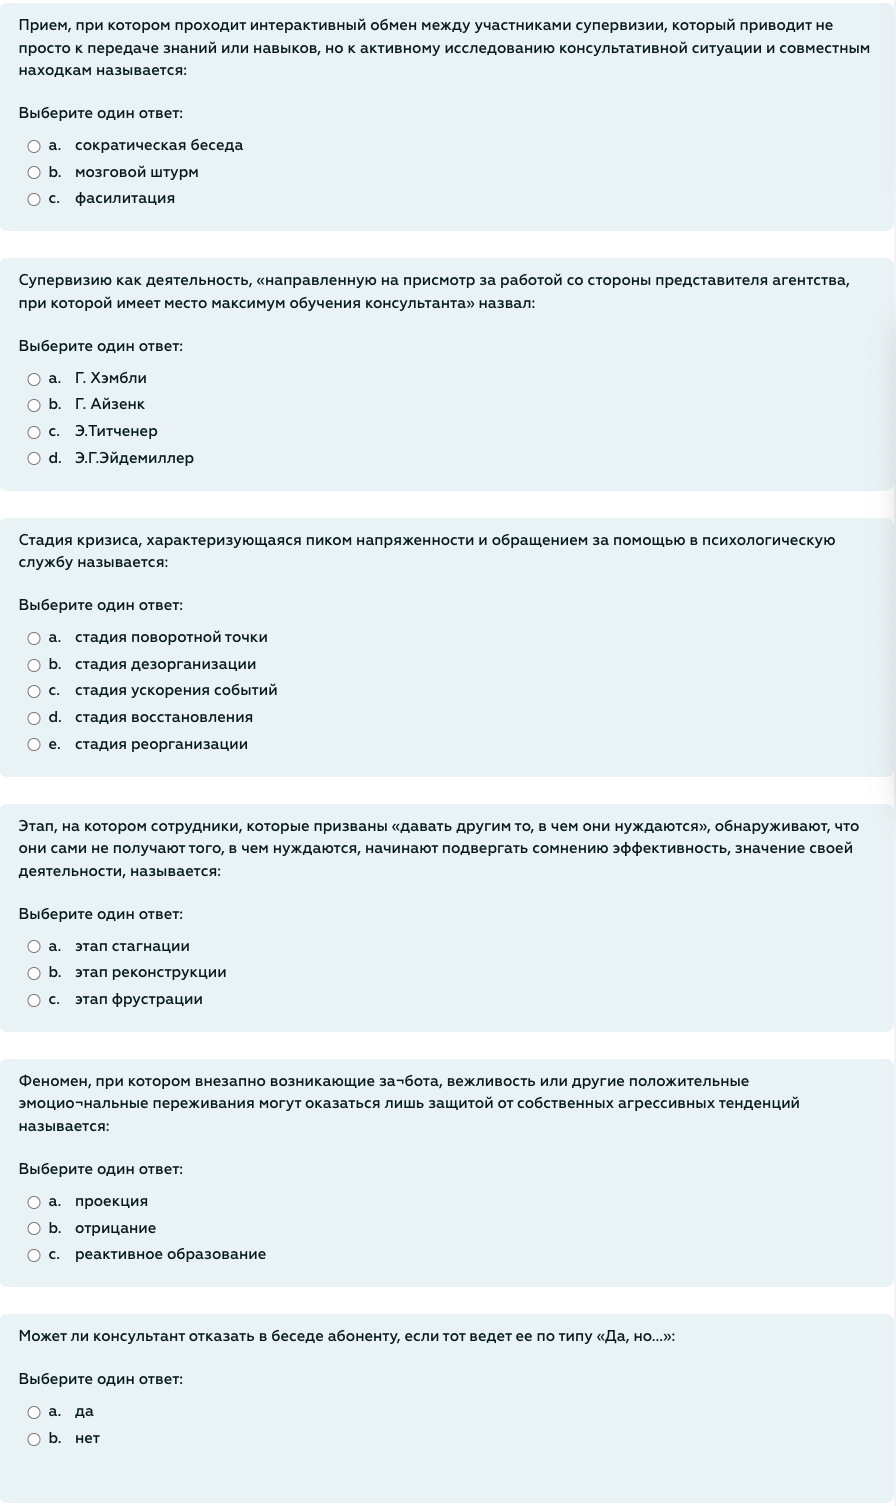 Прием, при котором проходит интерактивный обмен между участниками супервизии, который приводит не
просто к передаче знаний или навыков, но к активному исследованию консультативной ситуации и совместным
находкам называется:
Выберите один ответ:
a. сократическая беседа
b. мозговой штурм
c. фасилитация
Супервизию как деятельность, «направленную на присмотр за работой со стороны представителя агентства,
при которой имеет место максимум обучения консультанта» назвал:
Выберите один ответ:
a. Г. Хэмбли
b. Г. Айзенк
c. Э.Титченер
d. Э.Г.Эйдемиллер
Стадия кризиса, характеризующаяся пиком напряженности и обращением за помощью в психологическую
службу называется:
Выберите один ответ:
a. стадия поворотной точки
b. стадия дезорганизации
c. стадия ускорения событий
d. стадия восстановления
e. стадия реорганизации
Этап, на котором сотрудники, которые призваны «давать другим то, в чем они нуждаются», обнаруживают, что
они сами не получают того, в чем нуждаются, начинают подвергать сомнению эффективность, значение своей
деятельности, называется:
Выберите один ответ:
a. этап стагнации
b. этап реконструкции
c. этап фрустрации
Феномен, при котором внезапно возникающие за¬бота, вежливость или другие положительные
эмоцио¬нальные переживания могут оказаться лишь защитой от собственных агрессивных тенденций
называется:
Выберите один ответ:
a. проекция
b. отрицание
c. реактивное образование
Может ли консультант отказать в беседе абоненту, если тот ведет ее по типу «Да, но...»:
Выберите один ответ:
a. да
b. нет